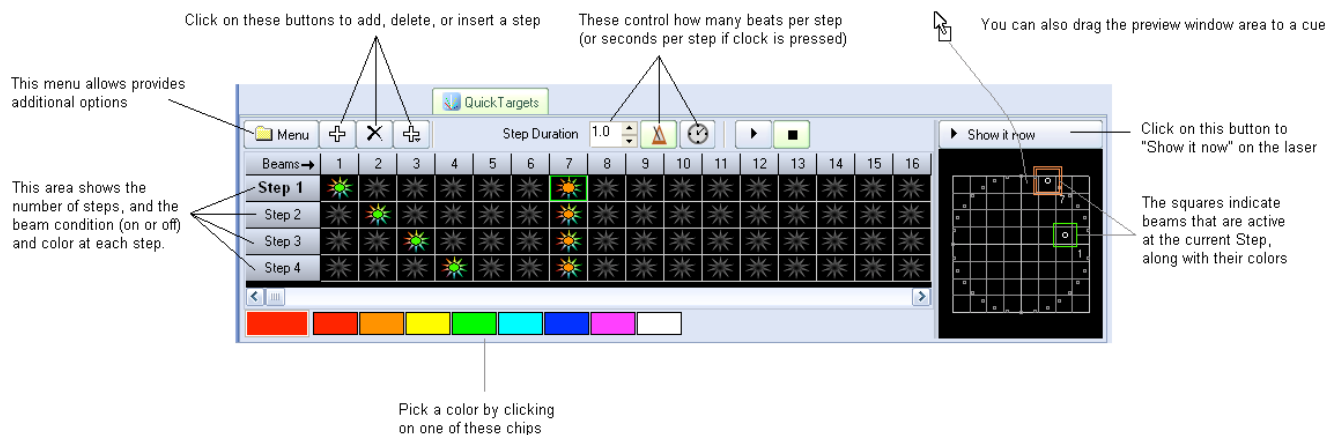 Click on these buttons to add, delete, or insert a step
These control how many beats per step
(or seconds per step if clock is pressed)
You can also drag the preview window area to a cue
This menu allows provides
additional options
QuickTargets
Menu
Step Duration
1.0
Show it now
Click on this button to
"Show it now" on the laser
Beams→ 1 2 3 4 5 6 7 8 9 10 11 12 13 14 15 16
Step 1
Step 2
Step 3
Step 4
This area shows the
number of steps, and the
beam condition (on or off)
and color at each step.
7
1
The squares indicate
beams that are active
at the current Step,
along with their colors
Pick a color by clicking
on one of these chips